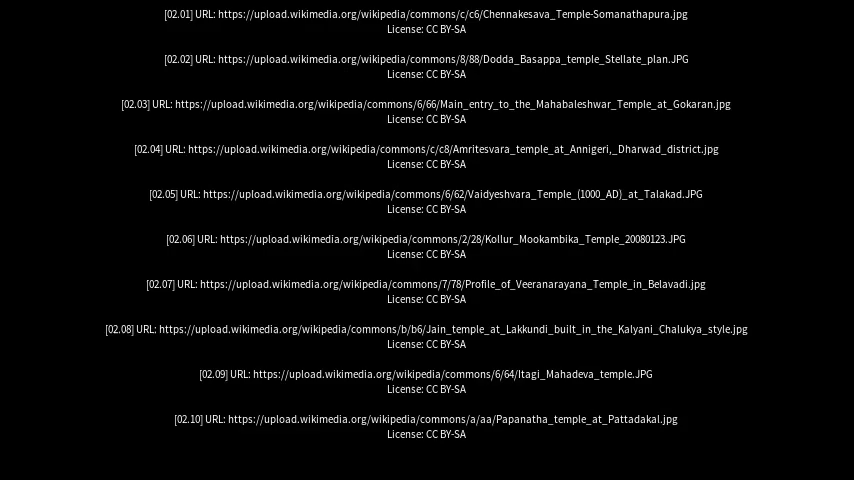 [02.01] URL: https://upload.wikimedia.org/wikipedia/commons/c/c6/Chennakesava_Temple-Somanathapura.jpg
License: CC BY-SA
[02.02] URL: https://upload.wikimedia.org/wikipedia/commons/8/88/Dodda_Basappa_temple_Stellate_plan.JPG
License: CC BY-SA
[02.03] URL: https://upload.wikimedia.org/wikipedia/commons/6/66/Main_entry_to_the_Mahabaleshwar_Temple_at_Gokaran.jpg
License: CC BY-SA
[02.04] URL: https://upload.wikimedia.org/wikipedia/commons/c/c8/Amritesvara_temple_at_Annigeri,_Dharwad_district.jpg
License: CC BY-SA
[02.05] URL: https://upload.wikimedia.org/wikipedia/commons/6/62/Vaidyeshvara_Temple_(1000_AD)_at_Talakad.JPG
License: CC BY-SA
[02.06] URL: https://upload.wikimedia.org/wikipedia/commons/2/28/Kollur_Mookambika_Temple_20080123.JPG
License: CC BY-SA
[02.07] URL: https://upload.wikimedia.org/wikipedia/commons/7/78/Profile_of_Veeranarayana_Temple_in_Belavadi.jpg
License: CC BY-SA
[02.08] URL: https://upload.wikimedia.org/wikipedia/commons/b/b6/Jain_temple_at_Lakkundi_built_in_the_Kalyani_Chalukya_style.jpg
License: CC BY-SA
[02.09] URL: https://upload.wikimedia.org/wikipedia/commons/6/64/Itagi_Mahadeva_temple.JPG
License: CC BY-SA
[02.10] URL: https://upload.wikimedia.org/wikipedia/commons/a/aa/Papanatha_temple_at_Pattadakal.jpg
License: CC BY-SA